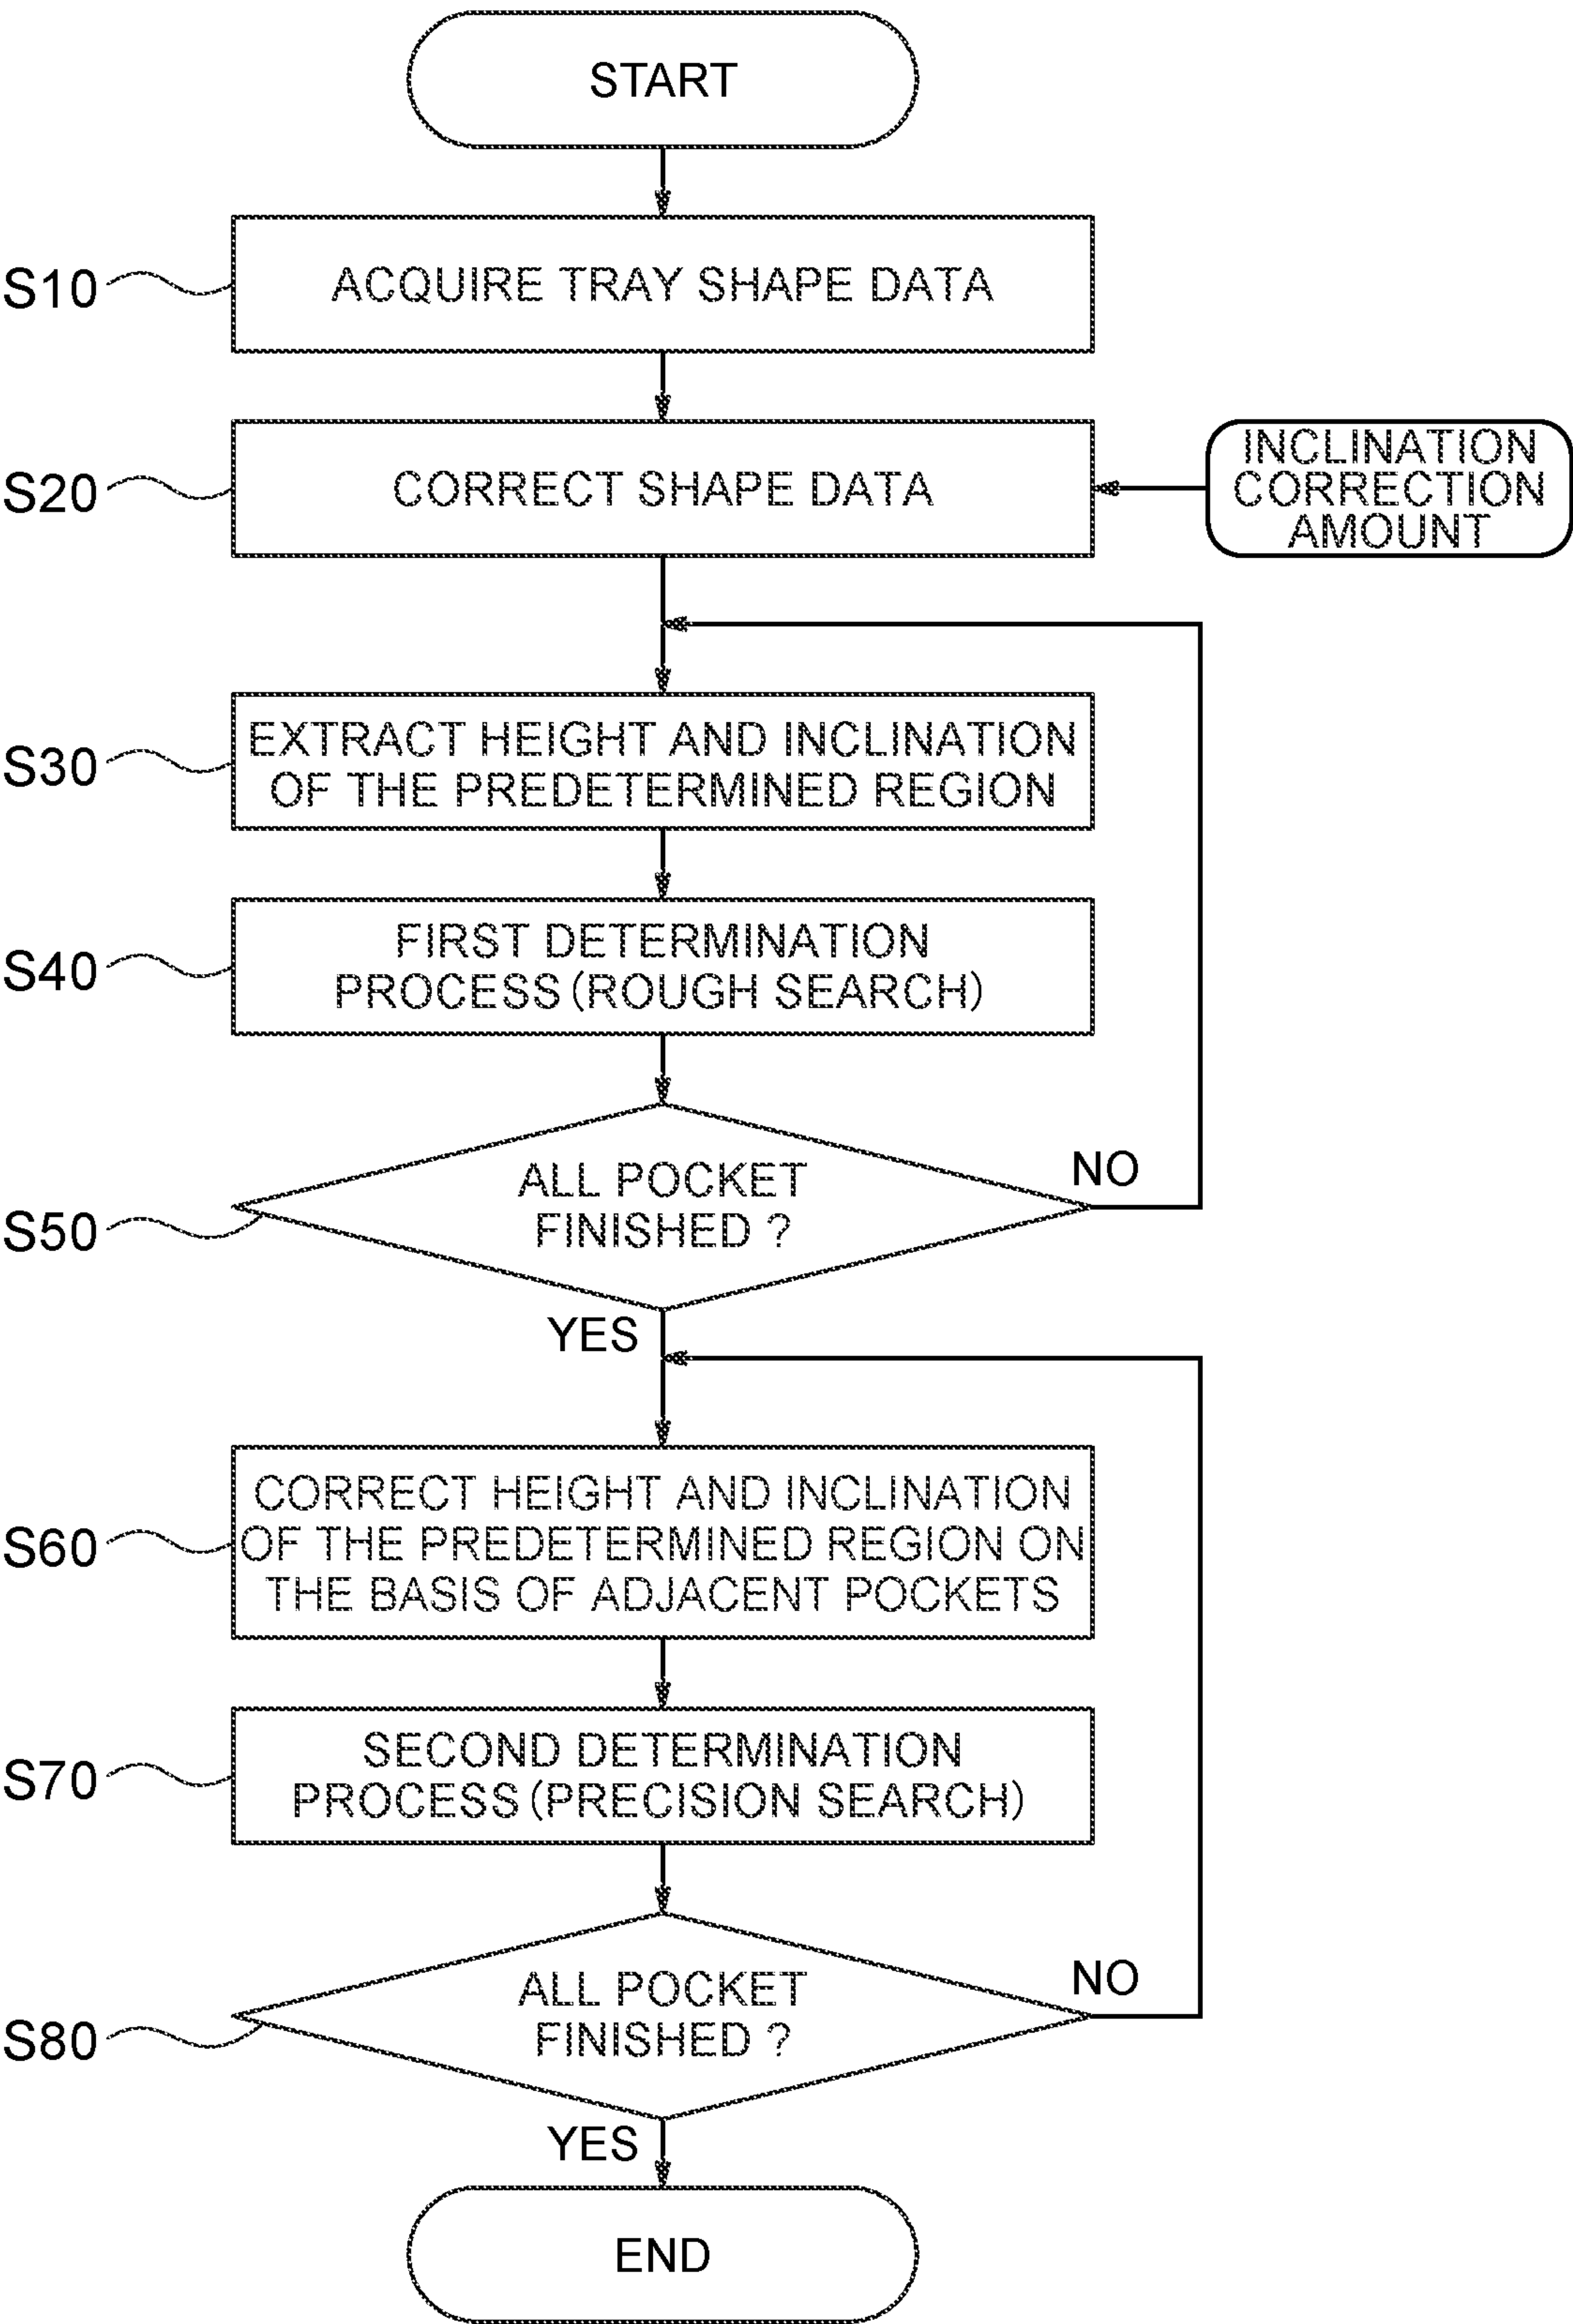 START
S10
ACQUIRE TRAY SHAPE DATA
S20
CORRECT SHAPE DATA
INCLINATION
CORRECTION
AMOUNT
S30
EXTRACT HEIGHT AND INCLINATION
OF THE PREDETERMINED REGION
S40
FIRST DETERMINATION
PROCESS (ROUGH SEARCH)
S50
ALL POCKET
FINISHED ?
NO
YES
S60
CORRECT HEIGHT AND INCLINATION
OF THE PREDETERMINED REGION ON
THE BASIS OF ADJACENT POCKETS
S70
SECOND DETERMINATION
PROCESS (PRECISION SEARCH)
S80
ALL POCKET
FINISHED ?
NO
YES
END